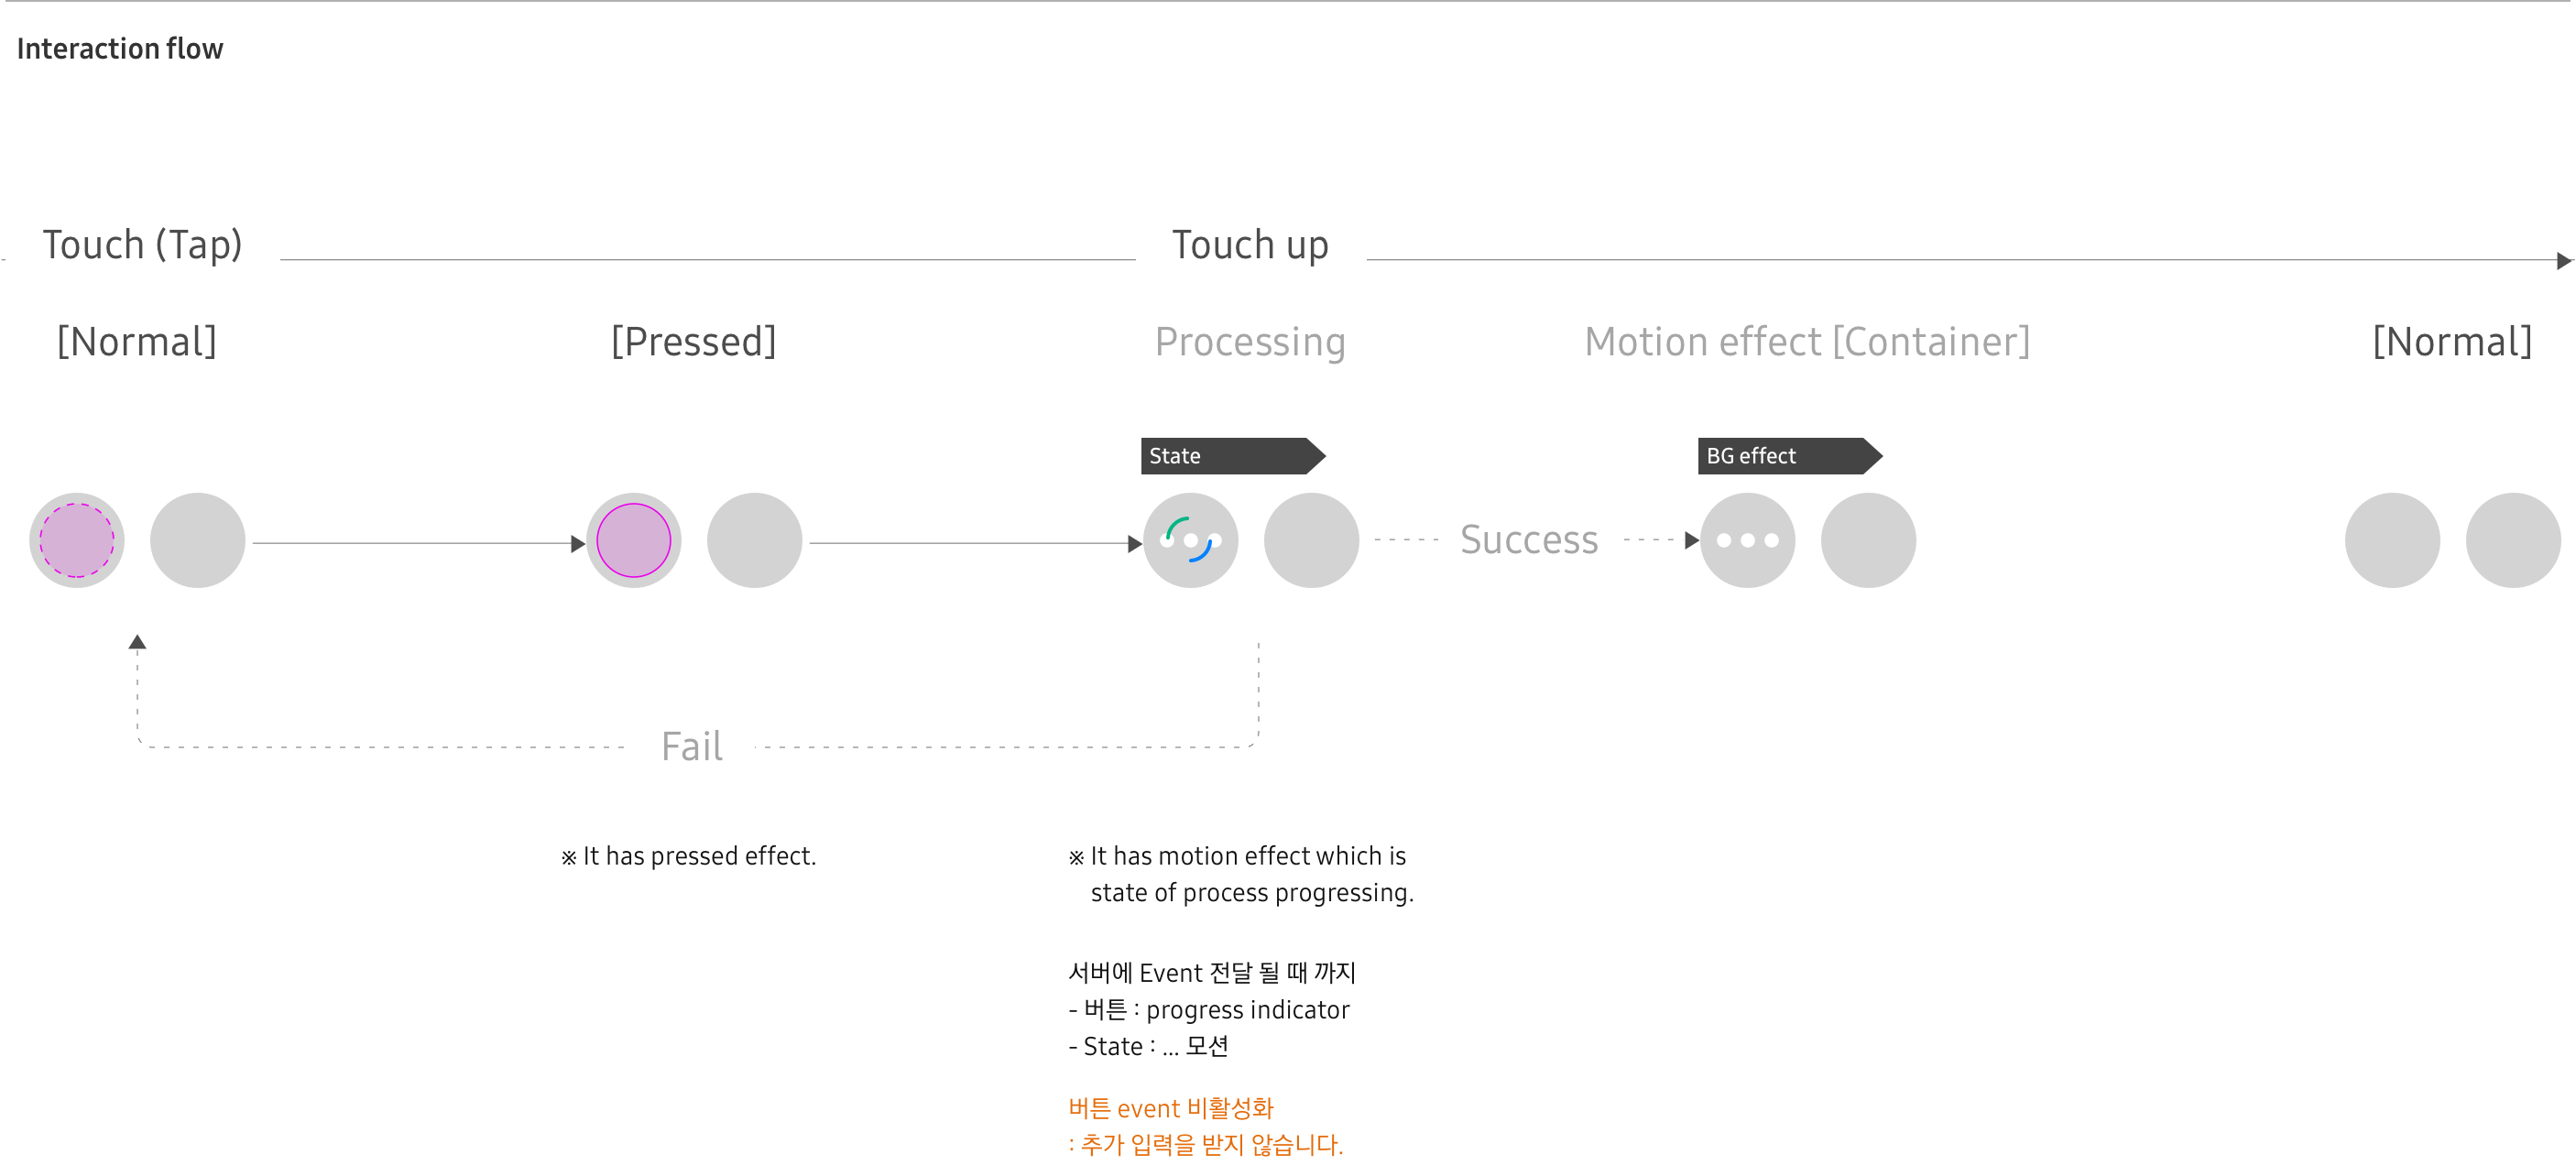 Interaction flow
Touch (Tap)
Touch up
[Normal]
[Pressed]
Processing
Motion effect [Container]
[Normal]
State
BG effect
Success
Fail
※ It has pressed effect.
※ It has motion effect which is
state of process progressing.
서버에 Event 전달 될 때 까지
- 버튼 : progress indicator
- State : ... 모션
버튼 event 비활성화
: 추가 입력을 받지 않습니다.